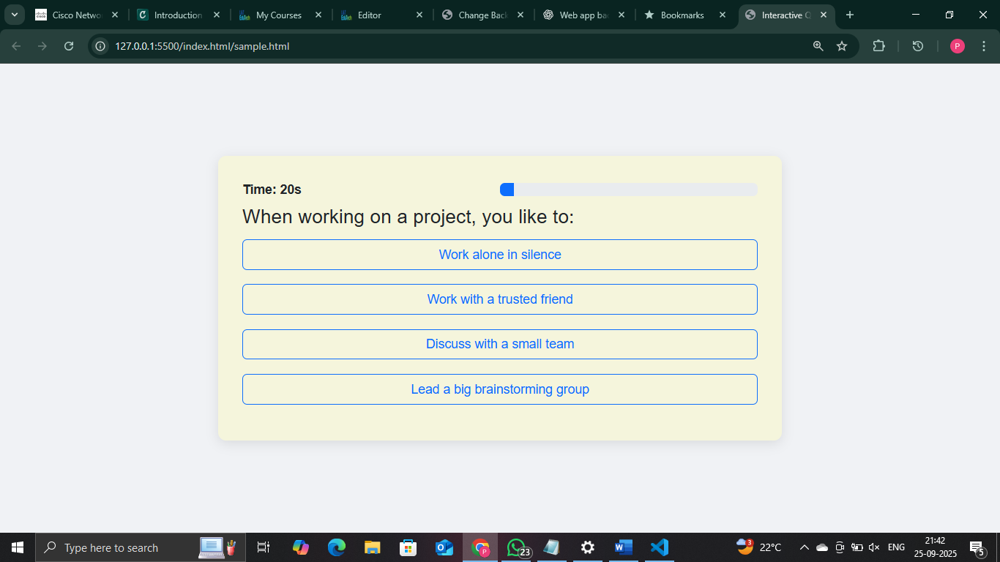 Cisco Netwo
Introduction
My Courses
Editor
Change Back
Web app ba
Bookmarks
Interactive Q
127.0.0.1:5500/index.html/sample.html
P
Time: 20s
When working on a project, you like to:
Work alone in silence
Work with a trusted friend
Discuss with a small team
Lead a big brainstorming group
Type here to search
P
23
3
22°C
ENG
21:42
25-09-2025
5